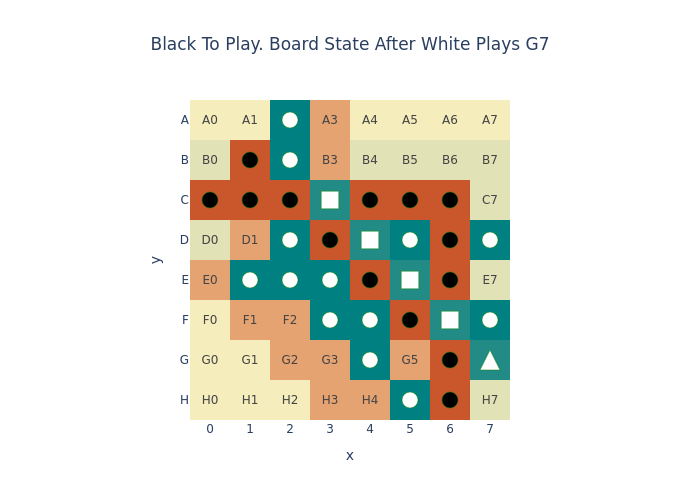 Black To Play. Board State After White Plays G7
A A0 A1 A3 A4 A5 A6 A7
B B0 B3 B4 B5 B6 B7
C C7
D D0 D1
E E0 E7
F F0 F1 F2
G G0 G1 G2 G3 G5
H H0 H1 H2 H3 H4 H7
0 1 2 3 4 5 6 7
x
y